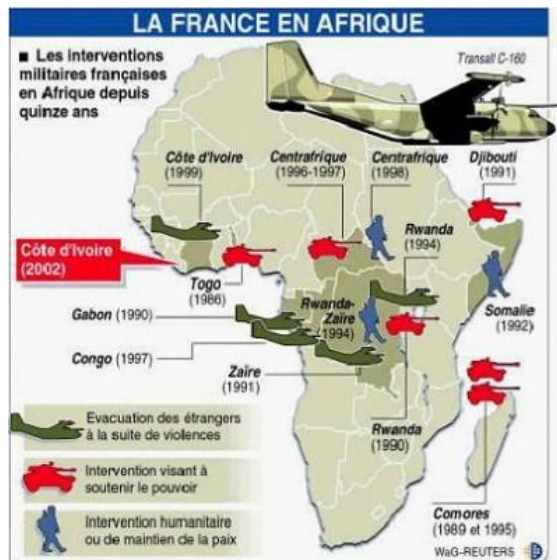 LA FRANCE EN AFRIQUE
■ Les interventions
militaires françaises
en Afrique depuis
quinze ans
Transall C-160
Côte d'Ivoire
(1999)
Centrafrique
(1996-1997)
Centrafrique
(1998)
Djibouti
(1991)
Rwanda
(1994)
Côte d'Ivoire
(2002)
Togo
(1986)
Gabon (1990)
Rwanda-
Zaïre
(1994)
Somalie
(1992)
Congo (1997)
Zaïre
(1991)
Rwanda
(1990)
Evacuation des étrangers
à la suite de violences
Intervention visant à
soutenir le pouvoir
Intervention humanitaire
ou de maintien de la paix
Comores
(1989 et 1995)
WaG-REUTERS